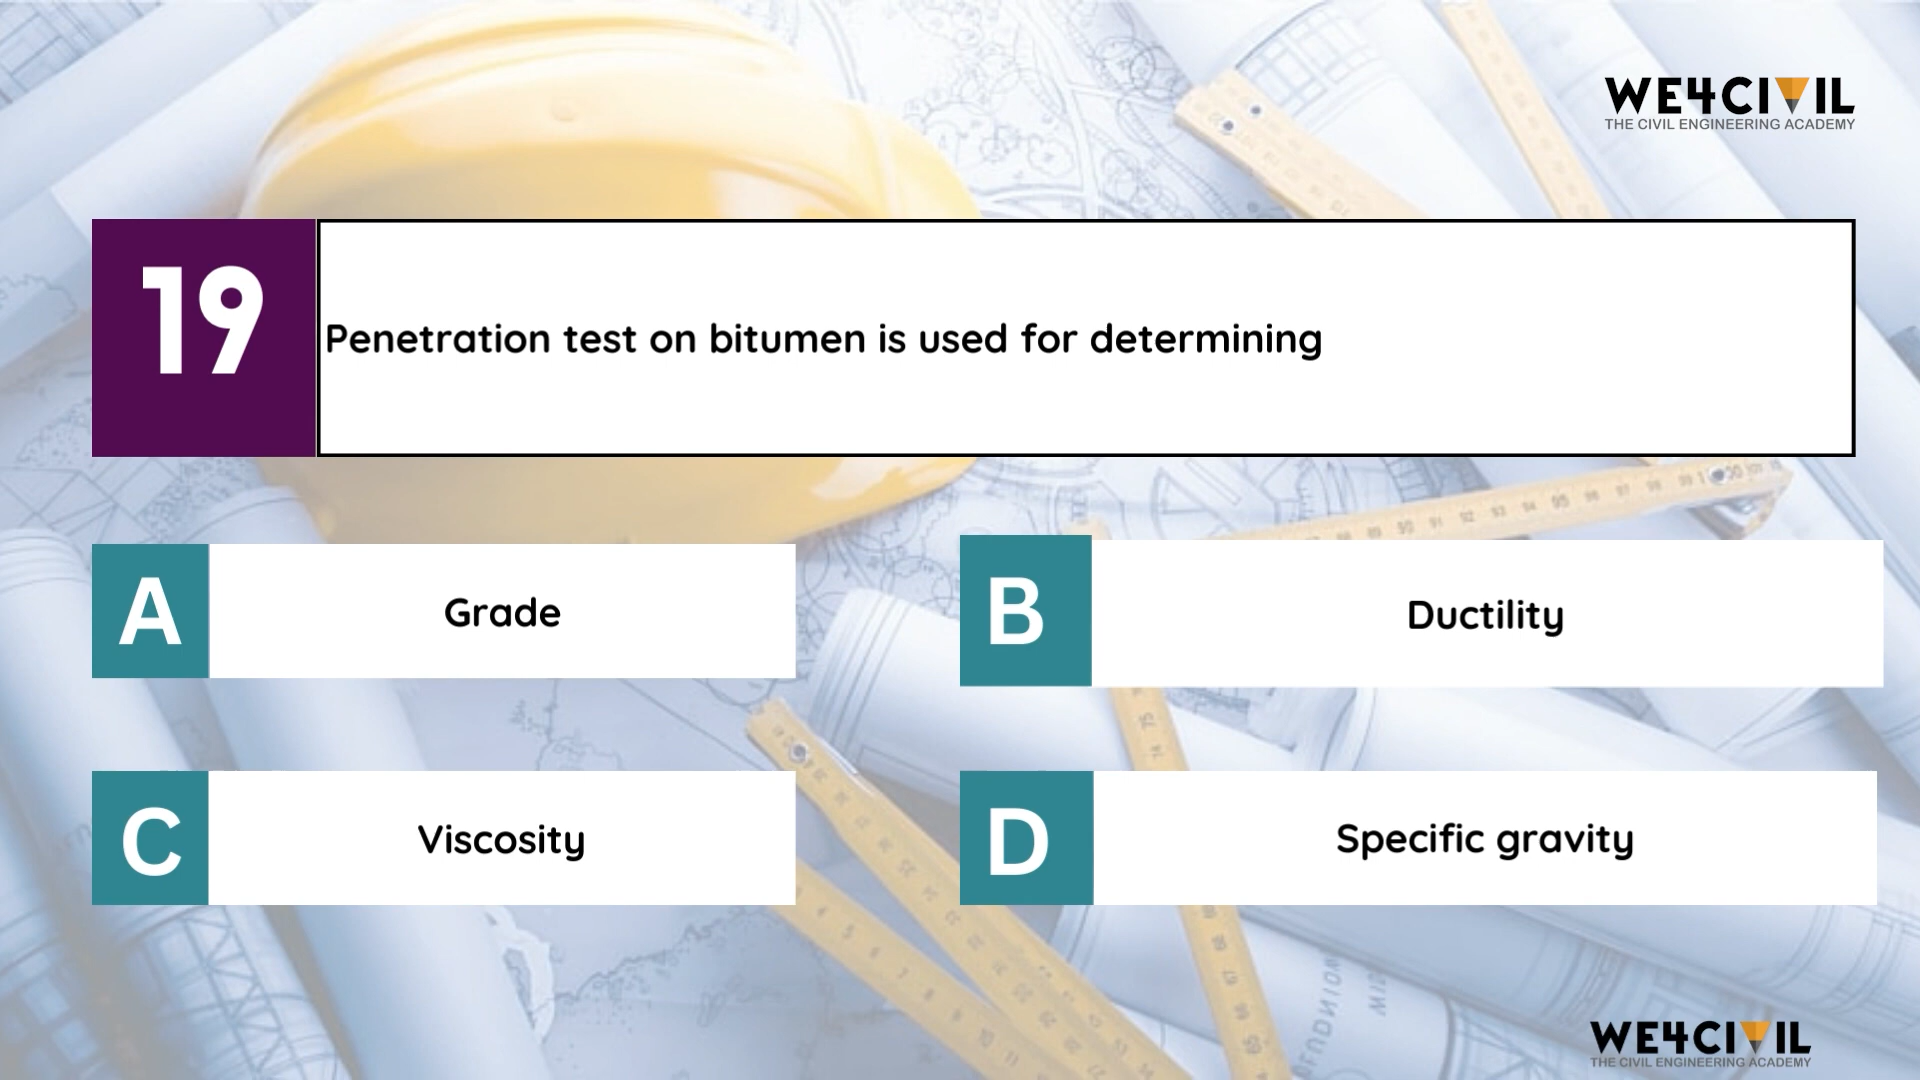 WE4CIVIL
THE CIVIL ENGINEERING ACADEMY
19
Penetration test on bitumen is used for determining
A
Grade
B
Ductility
C
Viscosity
D
Specific gravity
WE4CIVIL
THE CIVIL ENGINEERING ACADEMY